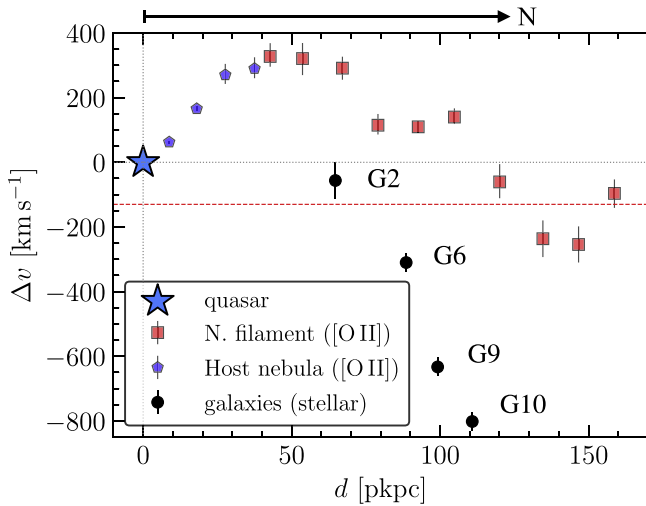 N
400
200
0
−200
−400
−600
−800
Δv [km s⁻¹]
G2
G6
G9
G10
quasar
N. filament ([O II])
Host nebula ([O II])
galaxies (stellar)
0
50
100
150
d [pkpc]